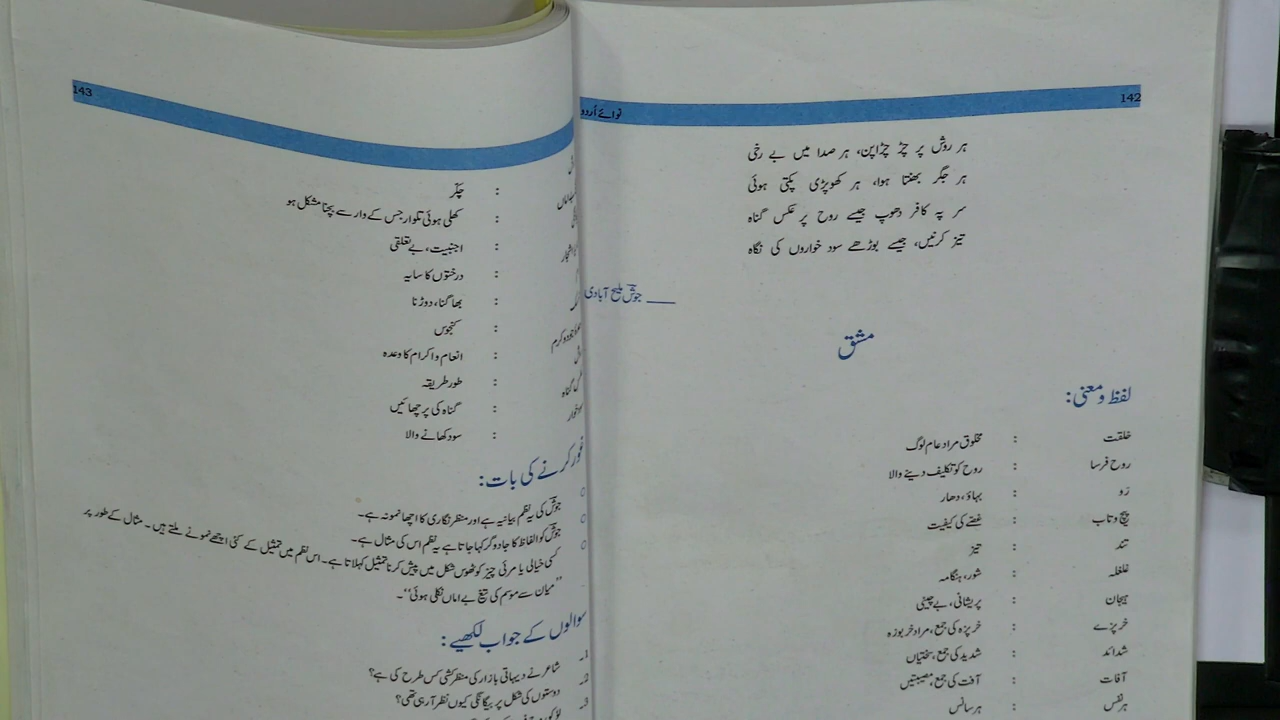 142
نوائے اُردو
ہر روش پر چڑ چڑاپن، ہر صدا میں بے رخی
ہر جگر بھنتا ہوا، ہر کھوپڑی پکتی ہوئی
سر پہ کافر دھوپ جیسے روح پر عکس گناہ
تیز کرنیں، جیسے بوڑھے سود خواروں کی نگاہ
جوشؔ ملیح آبادی
مشق
لفظ و معنی:
خلقت : مخلوق مراد عام لوگ
روح فرسا : روح کو تکلیف دینے والا
رَو : بہاؤ، دھار
پیچ و تاب : غصّے کی کیفیت
تند : تیز
غلغلہ : شور، ہنگامہ
ہیجان : پریشانی، بے چینی
خربزے : خربزہ کی جمع، مراد خربوزہ
شدائد : شدید کی جمع، سختیاں
آفات : آفت کی جمع، مصیبتیں
ہر نفس : ہر سانس
143
: چکّر
: کھلی ہوئی تلوار جس کے وار سے بچنا مشکل ہو
: اجنبیت، بے تعلقی
: درختوں کا سایہ
: بھاگنا، دوڑنا
: کنجوس
: انعام و اکرام کا وعدہ
: طور طریقہ
: گناہ کی پرچھائیں
: سود کھانے والا
غور کرنے کی بات:
جوشؔ کی یہ نظم بیانیہ ہے اور منظر نگاری کا اچھا نمونہ ہے۔
جوشؔ کو الفاظ کا جادوگر کہا جاتا ہے یہ نظم اس کی مثال ہے۔
کسی خیالی یا مرئی چیز کو ٹھوس شکل میں پیش کرنا تمثیل کہلاتا ہے۔ اس نظم میں تمثیل کے کئی اچھے نمونے ملتے ہیں۔ مثال کے طور پر
"میان سے موسم کی تیغ بے اماں نکلی ہوئی"۔
سوالوں کے جواب لکھیے:
1۔ شاعر نے دیہاتی بازار کی منظر کشی کس طرح کی ہے؟
2۔ دوستوں کی شکل پر بیگانگی کیوں نظر آ رہی تھی؟